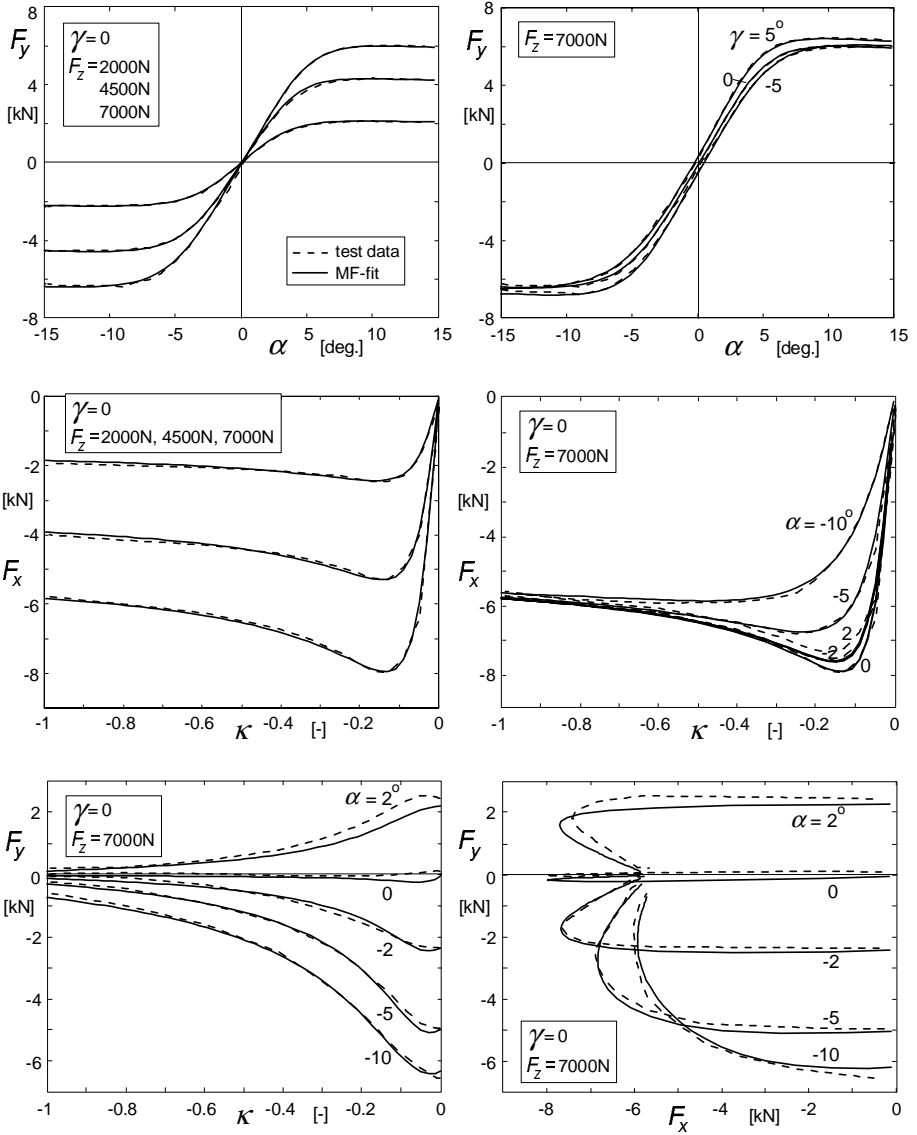 8
F_y γ = 0
F_z = 2000N
4500N
7000N
4
[kN]
0
-4
-8
test data
MF-fit
-15 -10 -5 0 5 10 15
α [deg.]
8
F_y F_z = 7000N γ = 5°
0
-5
4
[kN]
0
-4
-8
-15 -10 -5 0 5 10 15
α [deg.]
0
γ = 0
F_z = 2000N, 4500N, 7000N
-2
[kN]
-4
F_x
-6
-8
-1 -0.8 -0.6 -0.4 -0.2 0
κ [-]
0
γ = 0
F_z = 7000N
-2
[kN]
α = -10°
-4
F_x
-5
-6
2
-2
0
-8
-1 -0.8 -0.6 -0.4 -0.2 0
κ [-]
2
γ = 0
F_z = 7000N
α = 2°
F_y
0
0
[kN]
-2
-2
-4
-5
-10
-6
-1 -0.8 -0.6 -0.4 -0.2 0
κ [-]
2
α = 2°
F_y
0
0
[kN]
-2
-2
-4
-5
-10
γ = 0
F_z = 7000N
-6
-8 -6 -4 -2 0
F_x [kN]